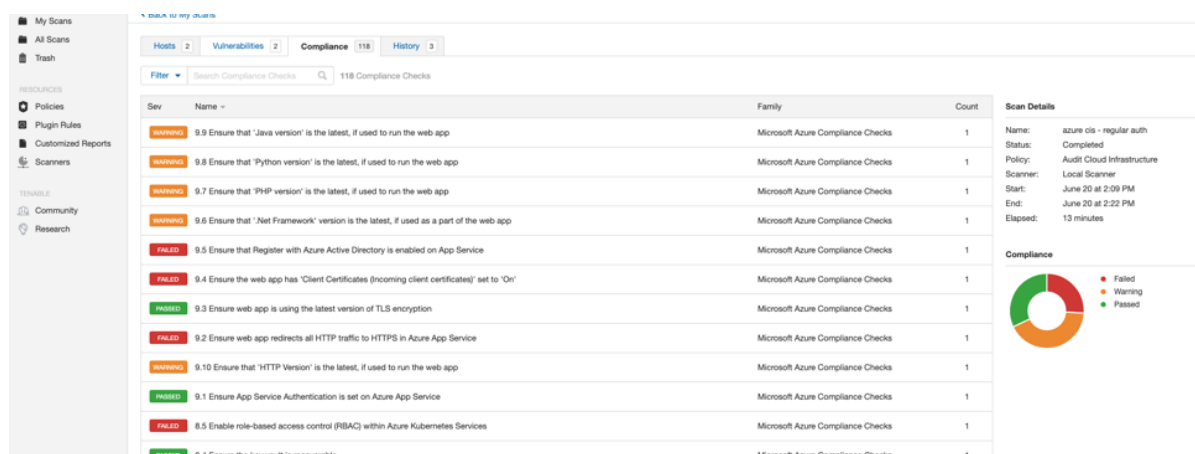 My Scans
All Scans
Trash
RESOURCES
Policies
Plugin Rules
Customized Reports
Scanners
TENABLE
Community
Research
Back to My Scans
Hosts 2 Vulnerabilities 2 Compliance 118 History 3
Filter Search Compliance Checks 118 Compliance Checks
Sev Name Family Count
WARNING 9.9 Ensure that 'Java version' is the latest, if used to run the web app Microsoft Azure Compliance Checks 1
WARNING 9.8 Ensure that 'Python version' is the latest, if used to run the web app Microsoft Azure Compliance Checks 1
WARNING 9.7 Ensure that 'PHP version' is the latest, if used to run the web app Microsoft Azure Compliance Checks 1
WARNING 9.6 Ensure that '.Net Framework' version is the latest, if used as a part of the web app Microsoft Azure Compliance Checks 1
FAILED 9.5 Ensure that Register with Azure Active Directory is enabled on App Service Microsoft Azure Compliance Checks 1
FAILED 9.4 Ensure the web app has 'Client Certificates (Incoming client certificates)' set to 'On' Microsoft Azure Compliance Checks 1
PASSED 9.3 Ensure web app is using the latest version of TLS encryption Microsoft Azure Compliance Checks 1
FAILED 9.2 Ensure web app redirects all HTTP traffic to HTTPS in Azure App Service Microsoft Azure Compliance Checks 1
WARNING 9.10 Ensure that 'HTTP Version' is the latest, if used to run the web app Microsoft Azure Compliance Checks 1
PASSED 9.1 Ensure App Service Authentication is set on Azure App Service Microsoft Azure Compliance Checks 1
FAILED 8.5 Enable role-based access control (RBAC) within Azure Kubernetes Services Microsoft Azure Compliance Checks 1
Scan Details
Name: azure cis - regular auth
Status: Completed
Policy: Audit Cloud Infrastructure
Scanner: Local Scanner
Start: June 20 at 2:09 PM
End: June 20 at 2:22 PM
Elapsed: 13 minutes
Compliance
Failed
Warning
Passed